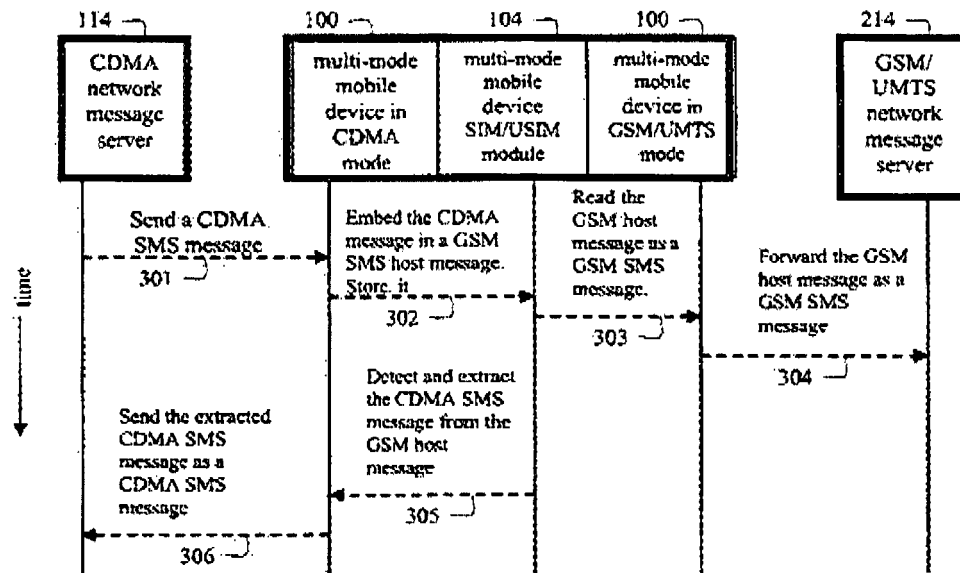 114
100
104
100
214
CDMA
network
message
server
multi-mode
mobile
device in
CDMA
mode
multi-mode
mobile
device
SIM/USIM
module
multi-mode
mobile
device in
GSM/UMTS
mode
GSM/
UMTS
network
message
server
time
Send a CDMA
SMS message
301
Embed the CDMA
message in a GSM
SMS host message.
Store it
302
Read the
GSM host
message as a
GSM SMS
message.
303
Forward the GSM
host message as a
GSM SMS
message
304
Detect and extract
the CDMA SMS
message from the
GSM host
message
305
Send the extracted
CDMA SMS
message as a
CDMA SMS
message
306